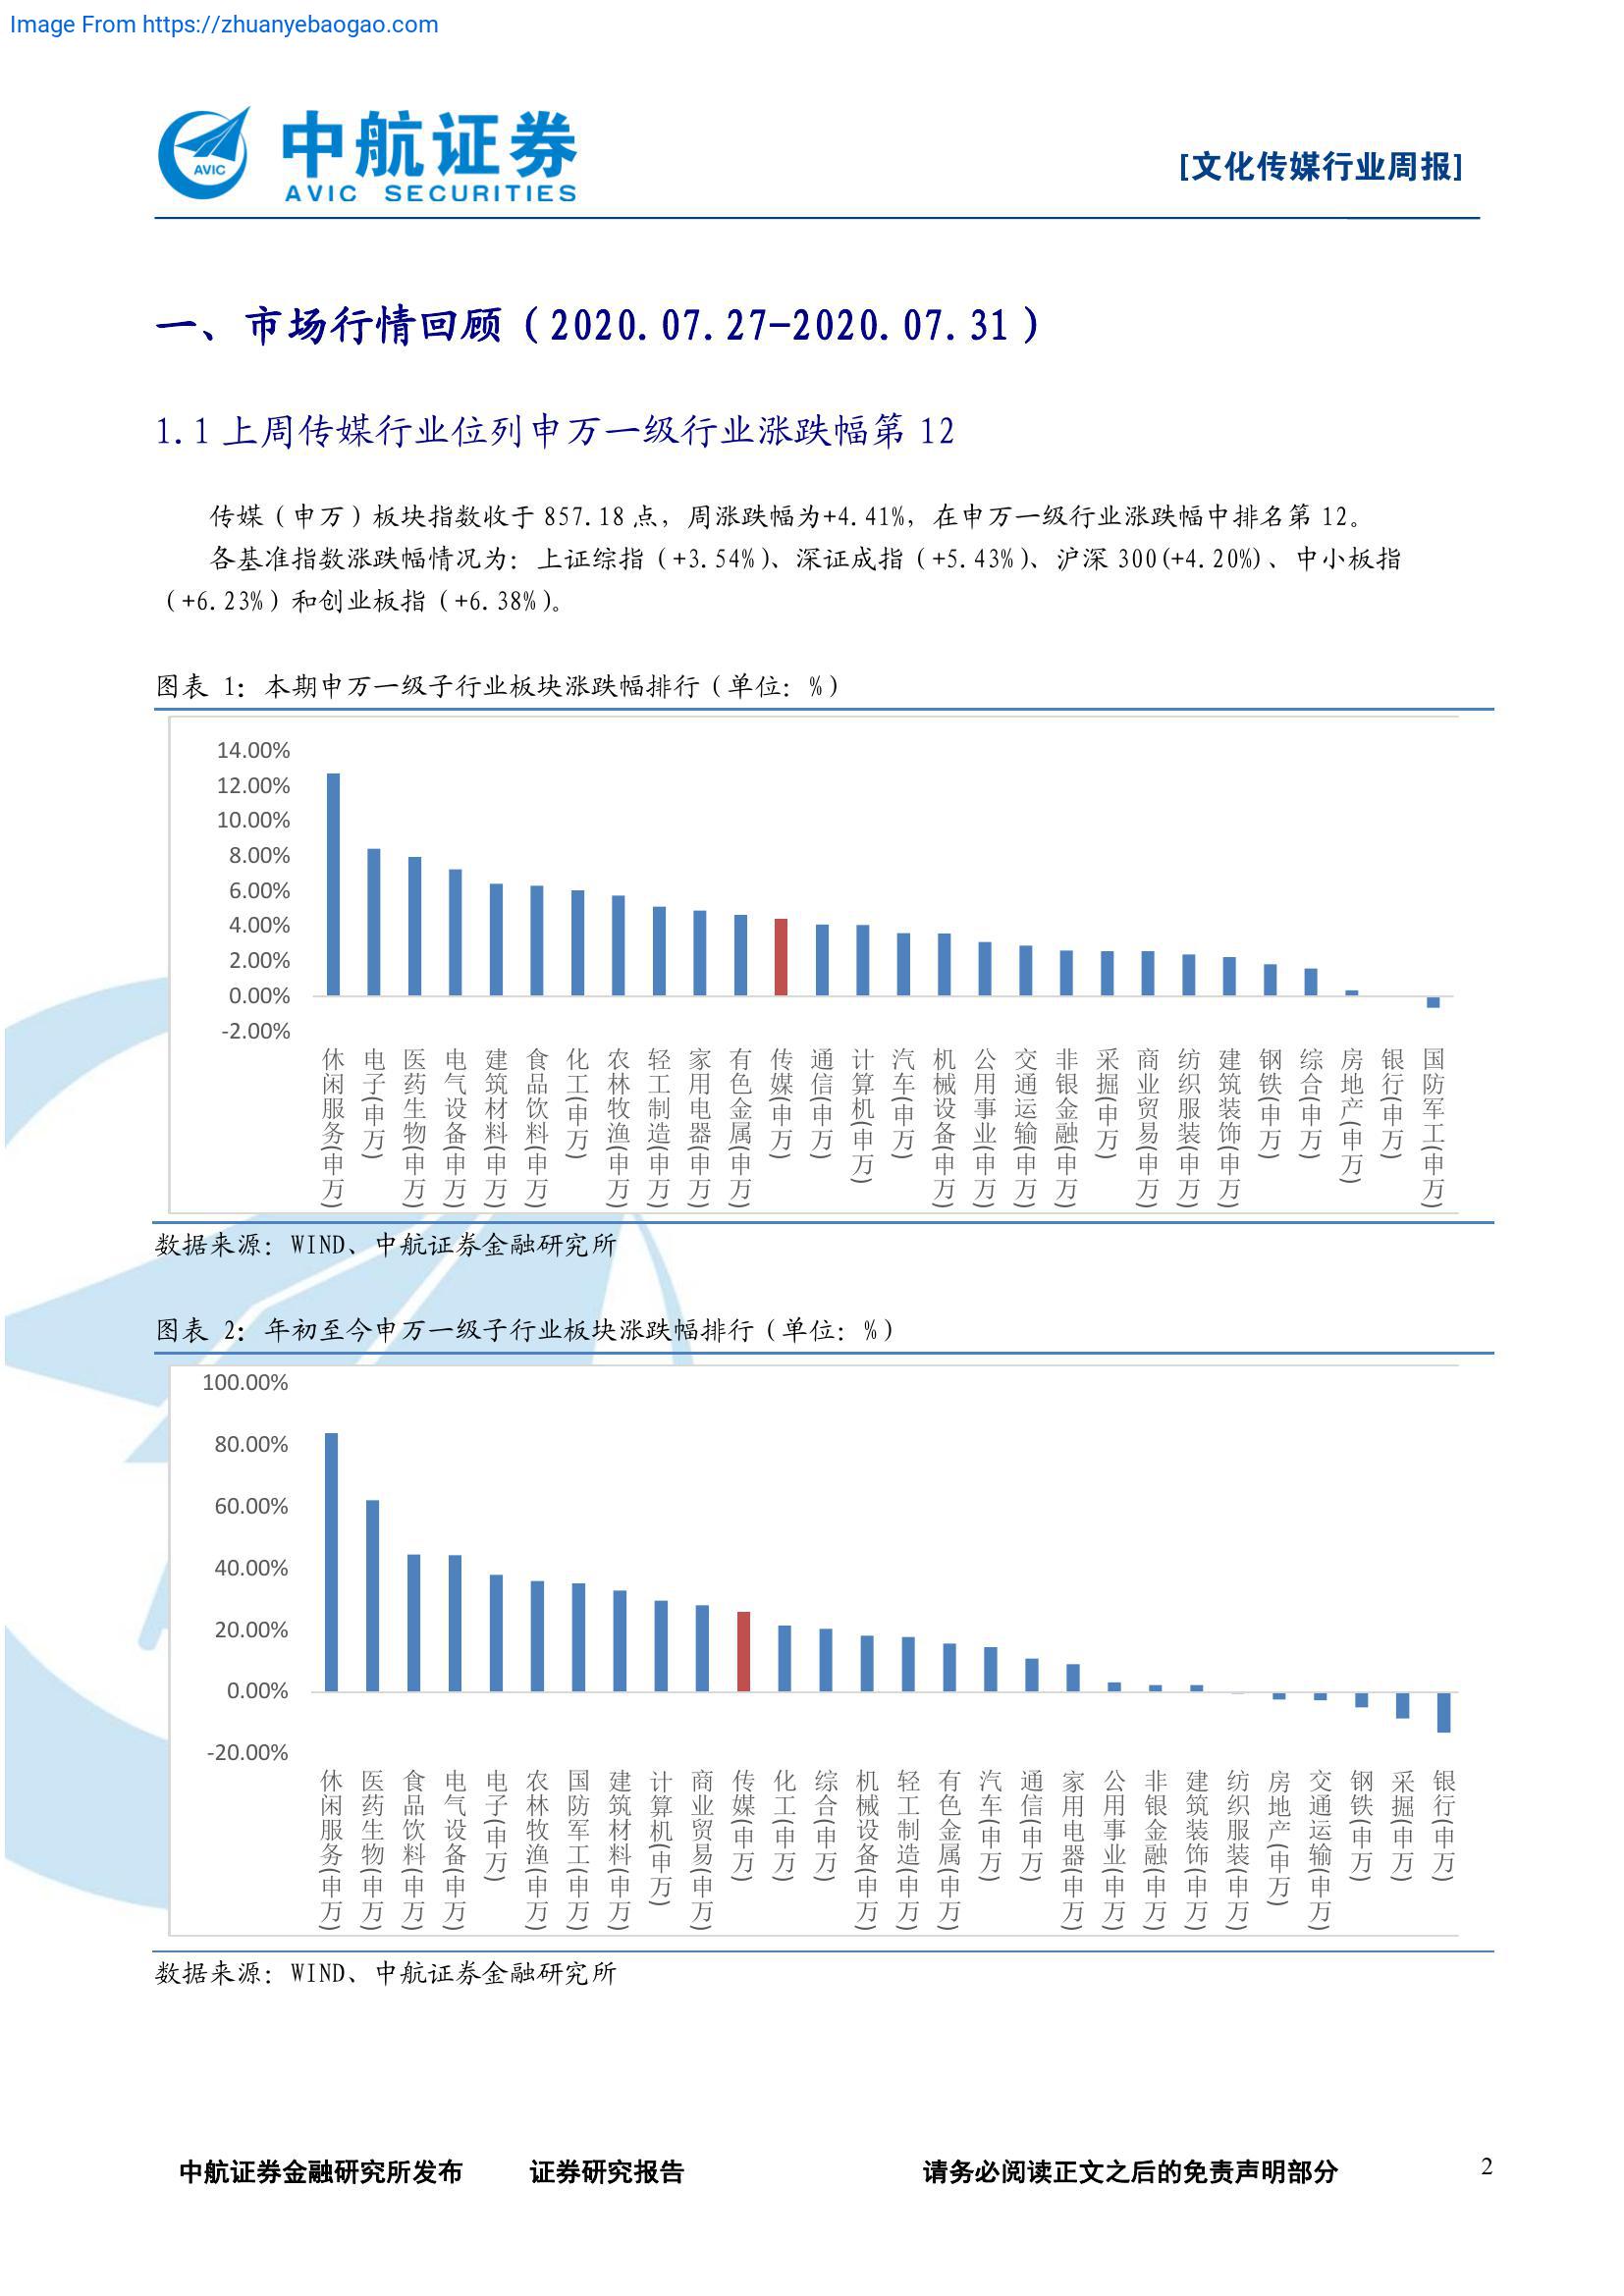 Image From https://zhuanyebaogao.com
AVIC
中航证券
AVIC SECURITIES
[文化传媒行业周报]
一、市场行情回顾（2020.07.27-2020.07.31）
1.1 上周传媒行业位列申万一级行业涨跌幅第 12
传媒（申万）板块指数收于 857.18 点，周涨跌幅为+4.41%，在申万一级行业涨跌幅中排名第 12。
各基准指数涨跌幅情况为：上证综指（+3.54%）、深证成指（+5.43%）、沪深 300(+4.20%)、中小板指
（+6.23%）和创业板指（+6.38%）。
图表 1：本期申万一级子行业板块涨跌幅排行（单位：%）
14.00%
12.00%
10.00%
8.00%
6.00%
4.00%
2.00%
0.00%
-2.00%
休闲服务(申万)
电子(申万)
医药生物(申万)
电气设备(申万)
建筑材料(申万)
食品饮料(申万)
化工(申万)
农林牧渔(申万)
轻工制造(申万)
家用电器(申万)
有色金属(申万)
传媒(申万)
通信(申万)
计算机(申万)
汽车(申万)
机械设备(申万)
公用事业(申万)
交通运输(申万)
非银金融(申万)
采掘(申万)
商业贸易(申万)
纺织服装(申万)
建筑装饰(申万)
钢铁(申万)
综合(申万)
房地产(申万)
银行(申万)
国防军工(申万)
数据来源：WIND、中航证券金融研究所
图表 2：年初至今申万一级子行业板块涨跌幅排行（单位：%）
100.00%
80.00%
60.00%
40.00%
20.00%
0.00%
-20.00%
休闲服务(申万)
医药生物(申万)
食品饮料(申万)
电气设备(申万)
电子(申万)
农林牧渔(申万)
国防军工(申万)
建筑材料(申万)
计算机(申万)
商业贸易(申万)
传媒(申万)
化工(申万)
综合(申万)
机械设备(申万)
轻工制造(申万)
有色金属(申万)
汽车(申万)
通信(申万)
家用电器(申万)
公用事业(申万)
非银金融(申万)
建筑装饰(申万)
纺织服装(申万)
房地产(申万)
交通运输(申万)
钢铁(申万)
采掘(申万)
银行(申万)
数据来源：WIND、中航证券金融研究所
中航证券金融研究所发布 证券研究报告 请务必阅读正文之后的免责声明部分 2